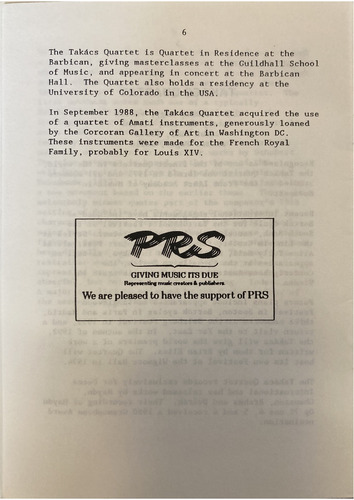 6
The Takács Quartet is Quartet in Residence at the
Barbican, giving masterclasses at the Guildhall School
of Music, and appearing in concert at the Barbican
Hall. The Quartet also holds a residency at the
University of Colorado in the USA.
In September 1988, the Takács Quartet acquired the use
of a quartet of Amati instruments, generously loaned
by the Corcoran Gallery of Art in Washington DC.
These instruments were made for the French Royal
Family, probably for Louis XIV.
PRS
GIVING MUSIC ITS DUE
Representing music creators & publishers
We are pleased to have the support of PRS